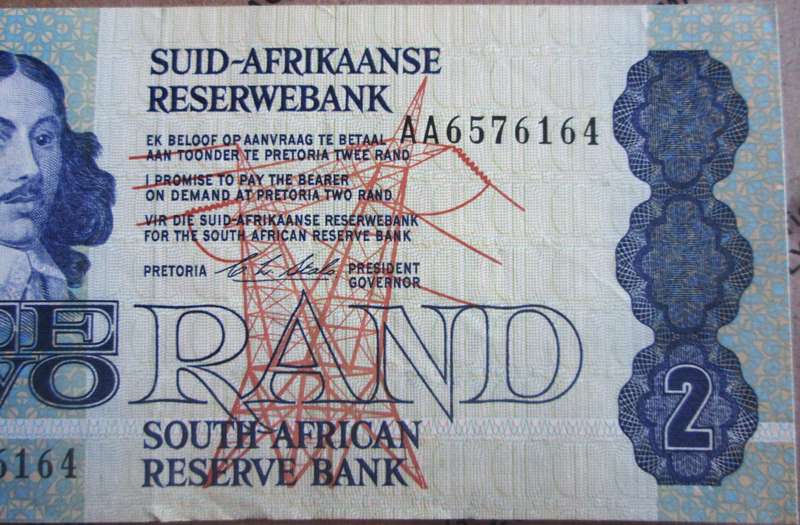 SUID-AFRIKAANSE
RESERWEBANK
AA6576164
EK BELOOF OP AANVRAAG TE BETAAL
AAN TOONDER TE PRETORIA TWEE RAND
I PROMISE TO PAY THE BEARER
ON DEMAND AT PRETORIA TWO RAND
VIR DIE SUID-AFRIKAANSE RESERWEBANK
FOR THE SOUTH AFRICAN RESERVE BANK
PRETORIA PRESIDENT
GOVERNOR
RAND
2
SOUTH AFRICAN
RESERVE BANK
6164